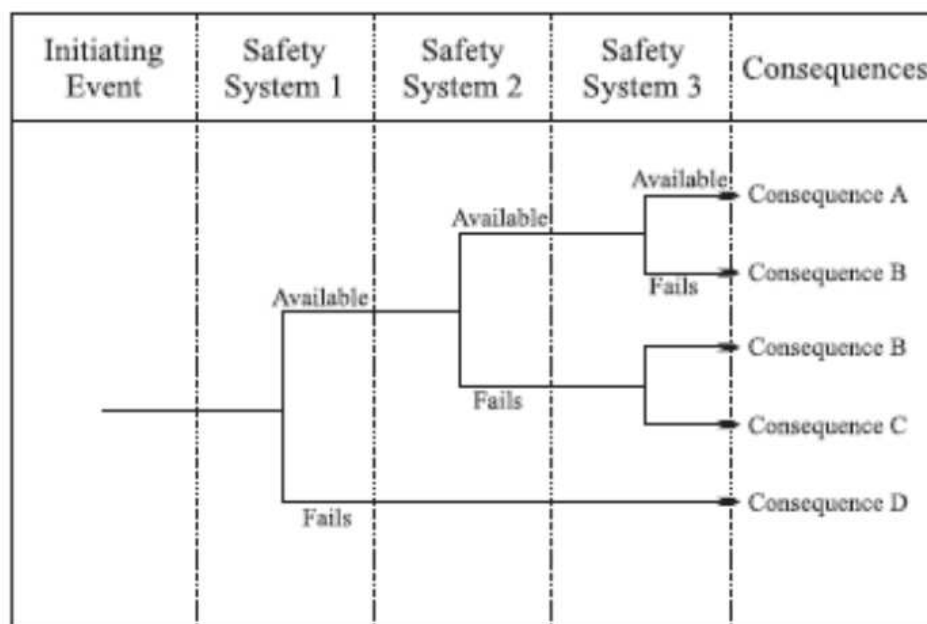 Initiating
Event
Safety
System 1
Safety
System 2
Safety
System 3
Consequences
Available
Consequence A
Available
Fails
Consequence B
Available
Consequence B
Fails
Consequence C
Fails
Consequence D